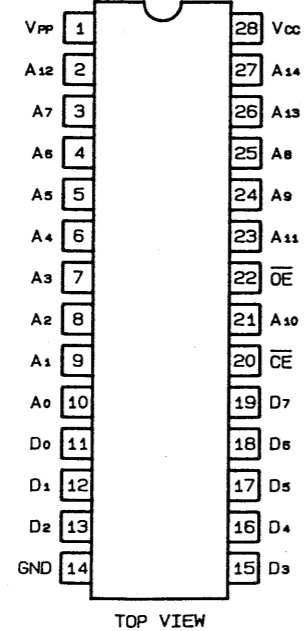 VPP 1 28 VCC
A12 2 27 A14
A7 3 26 A13
A6 4 25 A8
A5 5 24 A9
A4 6 23 A11
A3 7 22 OE
A2 8 21 A10
A1 9 20 CE
A0 10 19 D7
D0 11 18 D6
D1 12 17 D5
D2 13 16 D4
GND 14 15 D3
TOP VIEW